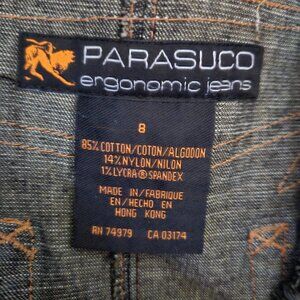 PARASUCO
ergonomic jeans
8
85% COTTON/COTON/ALGODON
14% NYLON/NILON
1% LYCRA® SPANDEX
MADE IN/FABRIQUE
EN/HECHO EN
HONG KONG
RN 74979 CA 03174